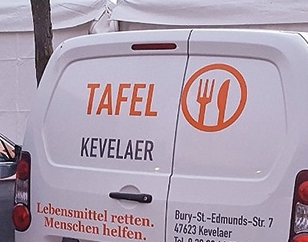 TAFEL
KEVELAER
Lebensmittel retten.
Menschen helfen.
Bury-St.-Edmunds-Str. 7
47623 Kevelaer